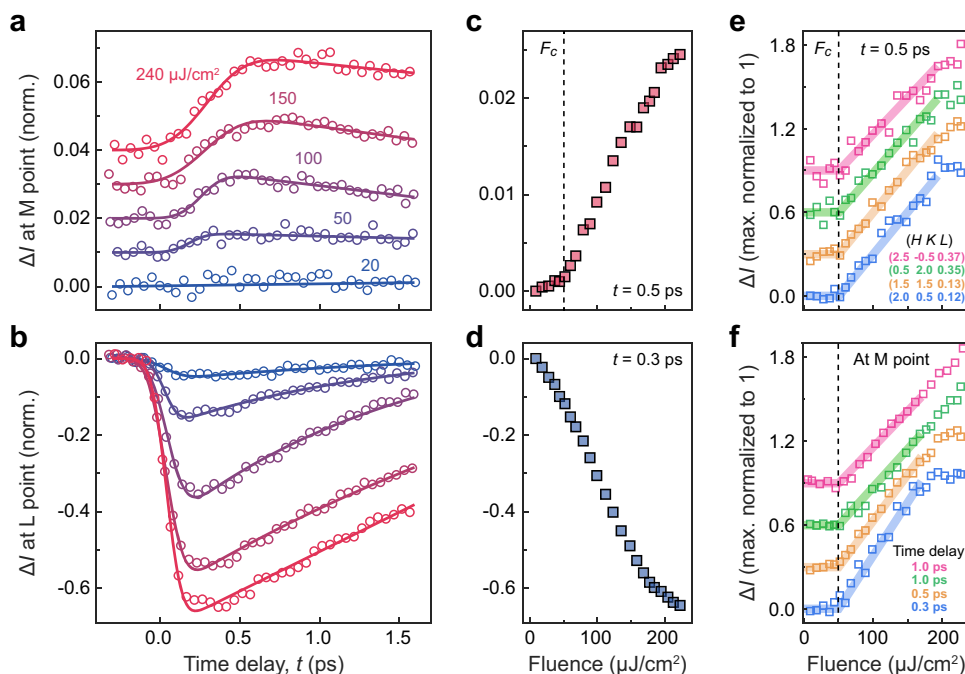 a
ΔI at M point (norm.)
0.06
0.04
0.02
0.00
240 μJ/cm²
150
100
50
20
b
ΔI at L point (norm.)
0.0
-0.2
-0.4
-0.6
0.0 0.5 1.0 1.5
Time delay, t (ps)
c
0.02
0.01
0.00
Fc
t = 0.5 ps
d
0.0
-0.2
-0.4
-0.6
t = 0.3 ps
0 100 200
Fluence (μJ/cm²)
e
ΔI (max. normalized to 1)
1.8
1.2
0.6
0.0
Fc
t = 0.5 ps
(H K L)
(2.5 -0.5 0.37)
(0.5 2.0 0.35)
(1.5 1.5 0.13)
(2.0 0.5 0.12)
f
ΔI (max. normalized to 1)
1.8
1.2
0.6
0.0
At M point
Time delay
1.0 ps
1.0 ps
0.5 ps
0.3 ps
0 100 200
Fluence (μJ/cm²)